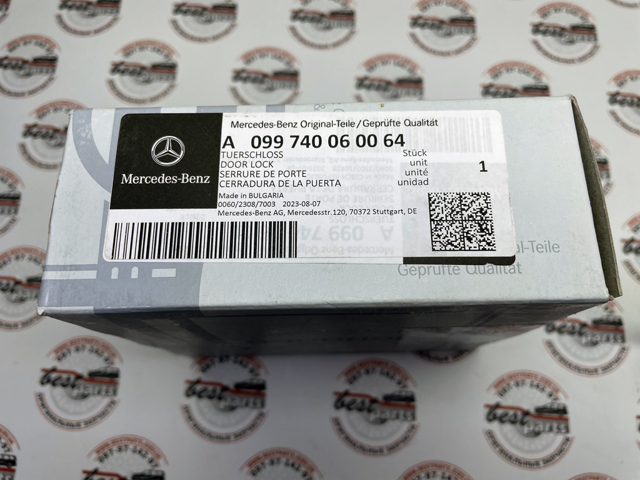 Mercedes-Benz Original-Teile/Geprüfte Qualität
A 099 740 06 00 64
TUERSCHLOSS
DOOR LOCK
SERRURE DE PORTE
CERRADURA DE LA PUERTA
Stück
unit
unité
unidad
1
Mercedes-Benz
Made in BULGARIA
0060/2308/7003 2023-08-07
Mercedes-Benz AG, Mercedesstr.120, 70372 Stuttgart, DE
-Teile
Geprüfte Qualität
best
parts